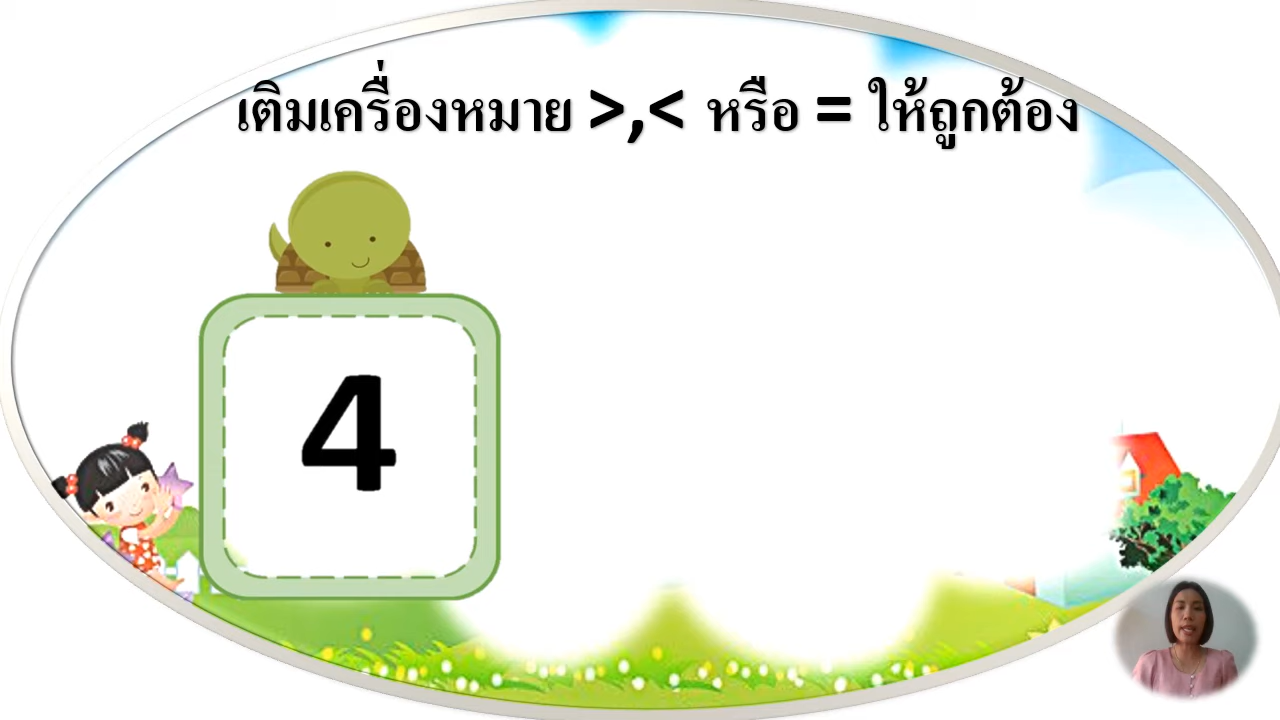 เติมเครื่องหมาย >,< หรือ = ให้ถูกต้อง
4